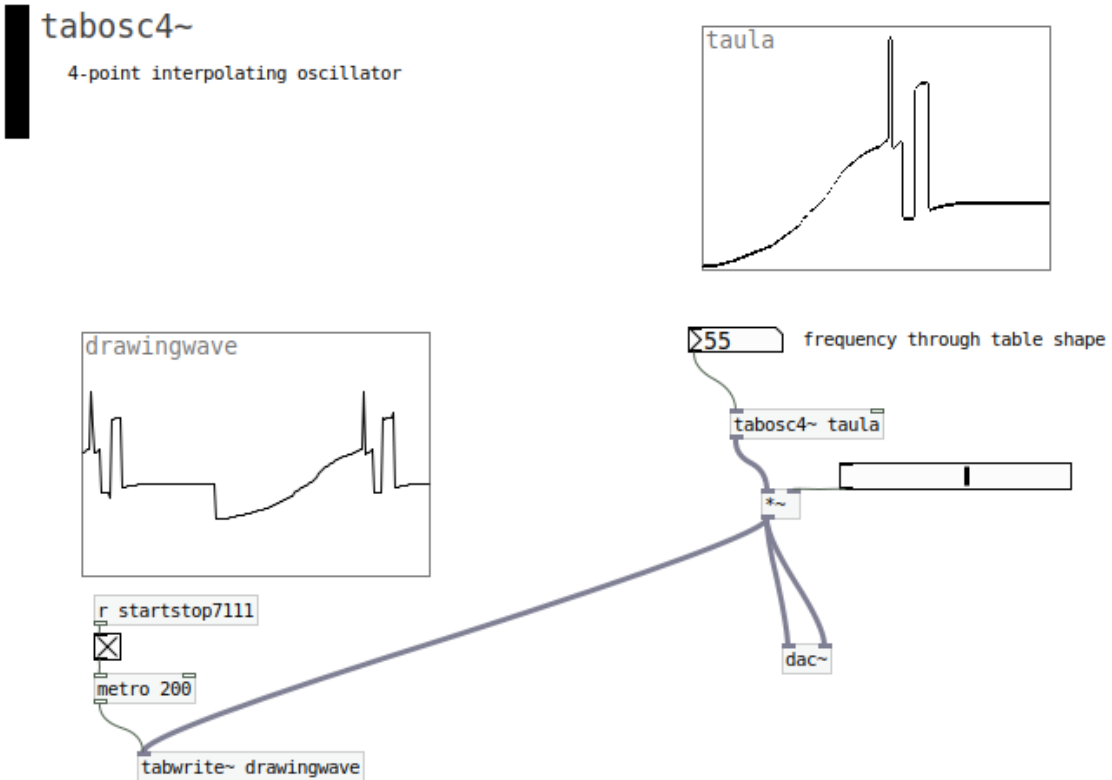 tabosc4~
4-point interpolating oscillator
taula
55
frequency through table shape
tabosc4~ taula
*~
dac~
drawingwave
r startstop7111
metro 200
tabwrite~ drawingwave